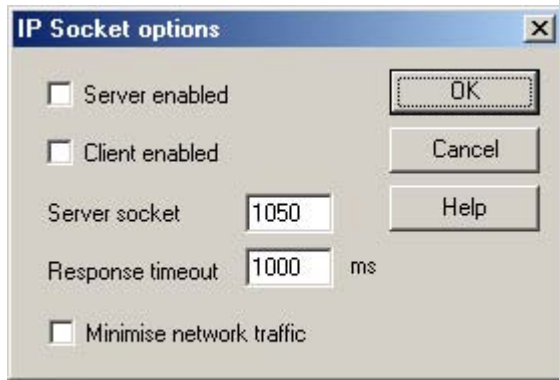 IP Socket options
Server enabled
OK
Client enabled
Cancel
Server socket 1050
Help
Response timeout 1000 ms
Minimise network traffic